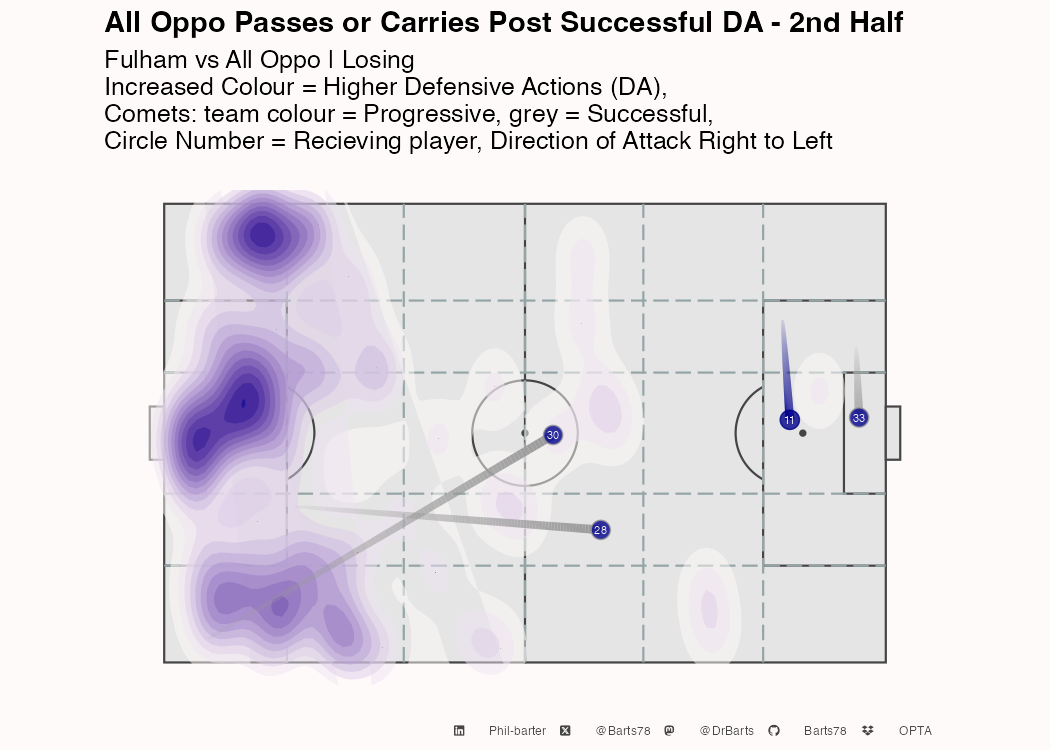 All Oppo Passes or Carries Post Successful DA - 2nd Half
Fulham vs All Oppo | Losing
Increased Colour = Higher Defensive Actions (DA),
Comets: team colour = Progressive, grey = Successful,
Circle Number = Recieving player, Direction of Attack Right to Left
11
33
30
28
Phil-barter @Barts78 @DrBarts Barts78 OPTA